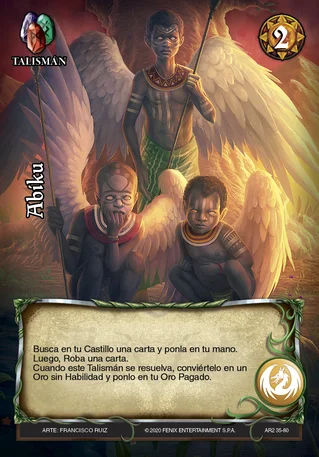 2
TALISMÁN
Abiku
Busca en tu Castillo una carta y ponla en tu mano.
Luego, Roba una carta.
Cuando este Talismán se resuelva, conviértelo en un
Oro sin Habilidad y ponlo en tu Oro Pagado.
ARTE: FRANCISCO RUIZ
© 2020 FENIX ENTERTAINMENT S.P.A.
AR2 35-80